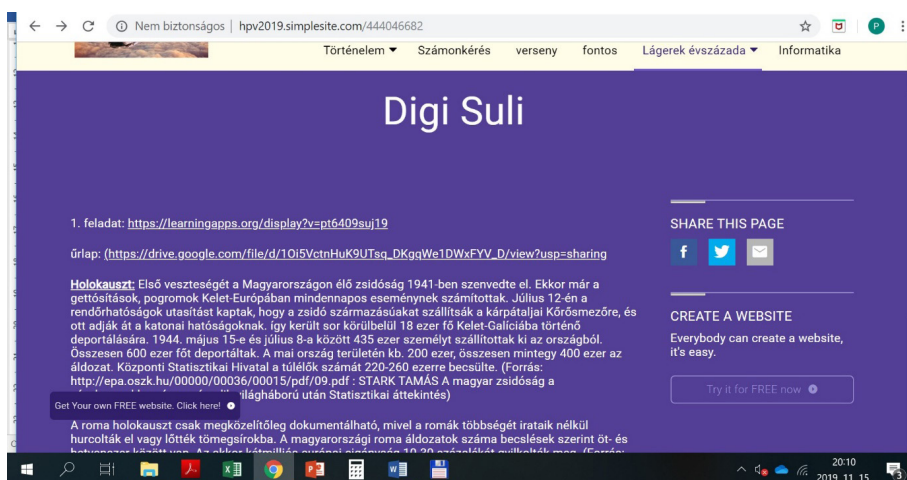 Nem biztonságos | hpv2019.simplesite.com/444046682
Történelem ▼ Számonkérés verseny fontos Lágerek évszázada ▼ Informatika
Digi Suli
1. feladat: https://learningapps.org/display?v=pt6409suj19
űrlap: (https://drive.google.com/file/d/1Oi5VctnHuK9UTsq_DKgqWe1DWxFYV_D/view?usp=sharing
Holokauszt: Első veszteségét a Magyarországon élő zsidóság 1941-ben szenvedte el. Ekkor már a
gettósítások, pogromok Kelet-Európában mindennapos eseménynek számítottak. Július 12-én a
rendőrhatóságok utasítást kaptak, hogy a zsidó származásúakat szállítsák a kárpátaljai Kőrősmezőre, és
ott adják át a katonai hatóságoknak. így került sor körülbelül 18 ezer fő Kelet-Galíciába történő
deportálására. 1944. május 15-e és július 8-a között 435 ezer személyt szállítottak ki az országból.
Összesen 600 ezer főt deportáltak. A mai ország területén kb. 200 ezer, összesen mintegy 400 ezer az
áldozat. Központi Statisztikai Hivatal a túlélők számát 220-260 ezerre becsülte. (Forrás:
http://epa.oszk.hu/00000/00036/00015/pdf/09.pdf : STARK TAMÁS A magyar zsidóság a
világháború után Statisztikai áttekintés)
A roma holokauszt csak megközelítőleg dokumentálható, mivel a romák többségét irataik nélkül
hurcolták el vagy lőtték tömegsírokba. A magyarországi roma áldozatok száma becslések szerint öt- és
SHARE THIS PAGE
CREATE A WEBSITE
Everybody can create a website,
it's easy.
Try it for FREE now
Get Your own FREE website. Click here!
20:10
2019. 11. 15.
3